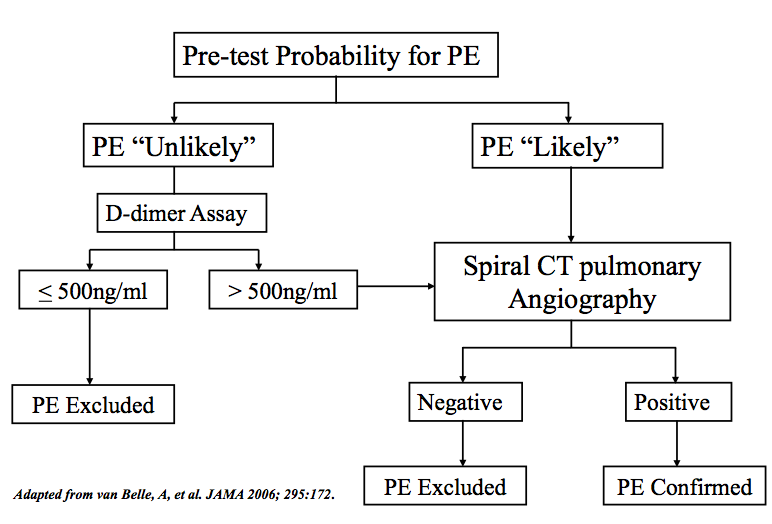 Pre-test Probability for PE
PE “Unlikely”
PE “Likely”
D-dimer Assay
≤ 500ng/ml
> 500ng/ml
Spiral CT pulmonary
Angiography
PE Excluded
Negative
Positive
PE Excluded
PE Confirmed
Adapted from van Belle, A, et al. JAMA 2006; 295:172.